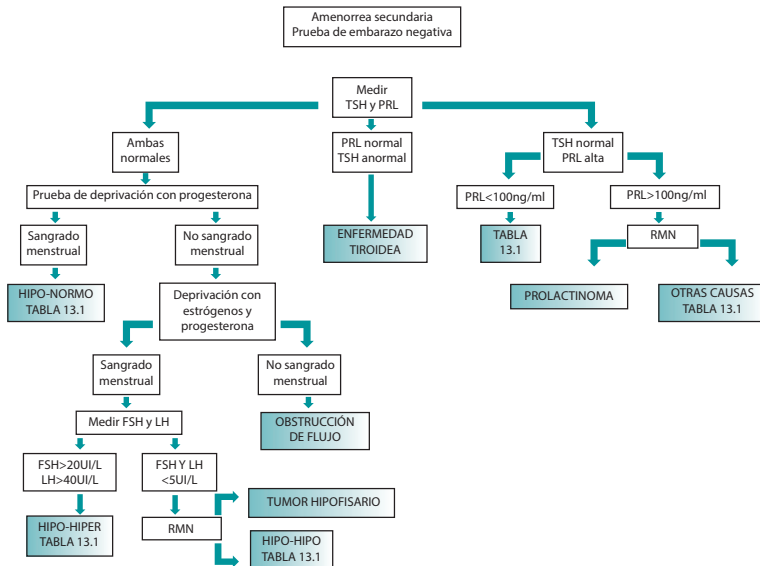 Amenorrea secundaria
Prueba de embarazo negativa
Medir
TSH y PRL
Ambas
normales
PRL normal
TSH anormal
TSH normal
PRL alta
Prueba de deprivación con progesterona
PRL<100ng/ml
PRL>100ng/ml
Sangrado
menstrual
No sangrado
menstrual
ENFERMEDAD
TIROIDEA
TABLA
13.1
RMN
HIPO-NORMO
TABLA 13.1
Deprivación con
estrógenos y
progesterona
PROLACTINOMA
OTRAS CAUSAS
TABLA 13.1
Sangrado
menstrual
No sangrado
menstrual
Medir FSH y LH
OBSTRUCCIÓN
DE FLUJO
FSH>20UI/L
LH>40UI/L
FSH Y LH
<5UI/L
TUMOR HIPOFISARIO
HIPO-HIPER
TABLA 13.1
RMN
HIPO-HIPO
TABLA 13.1